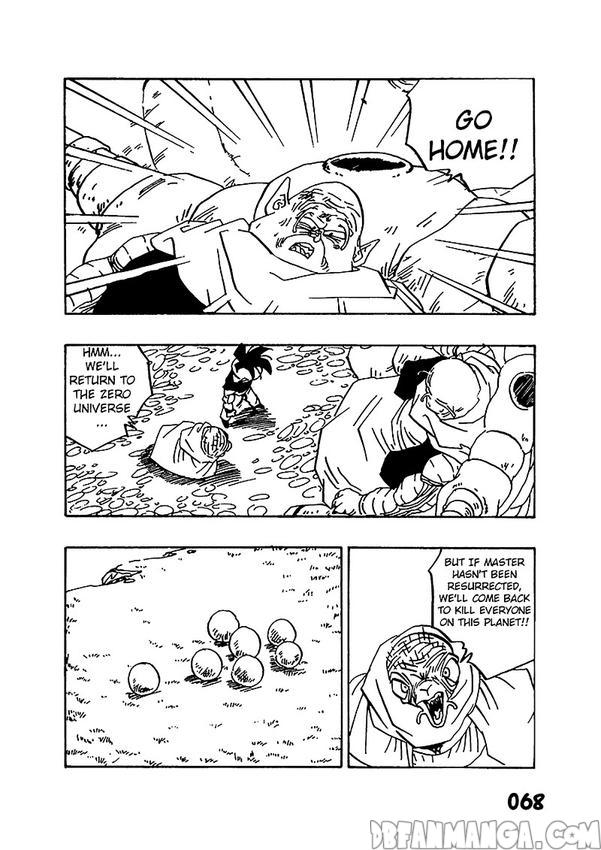 GO
HOME!!
HMM...
WE'LL
RETURN TO
THE ZERO
UNIVERSE
...
BUT IF MASTER
HASN'T BEEN
RESURRECTED,
WE'LL COME BACK
TO KILL EVERYONE
ON THIS PLANET!!
068
DBFANMANGA.COM